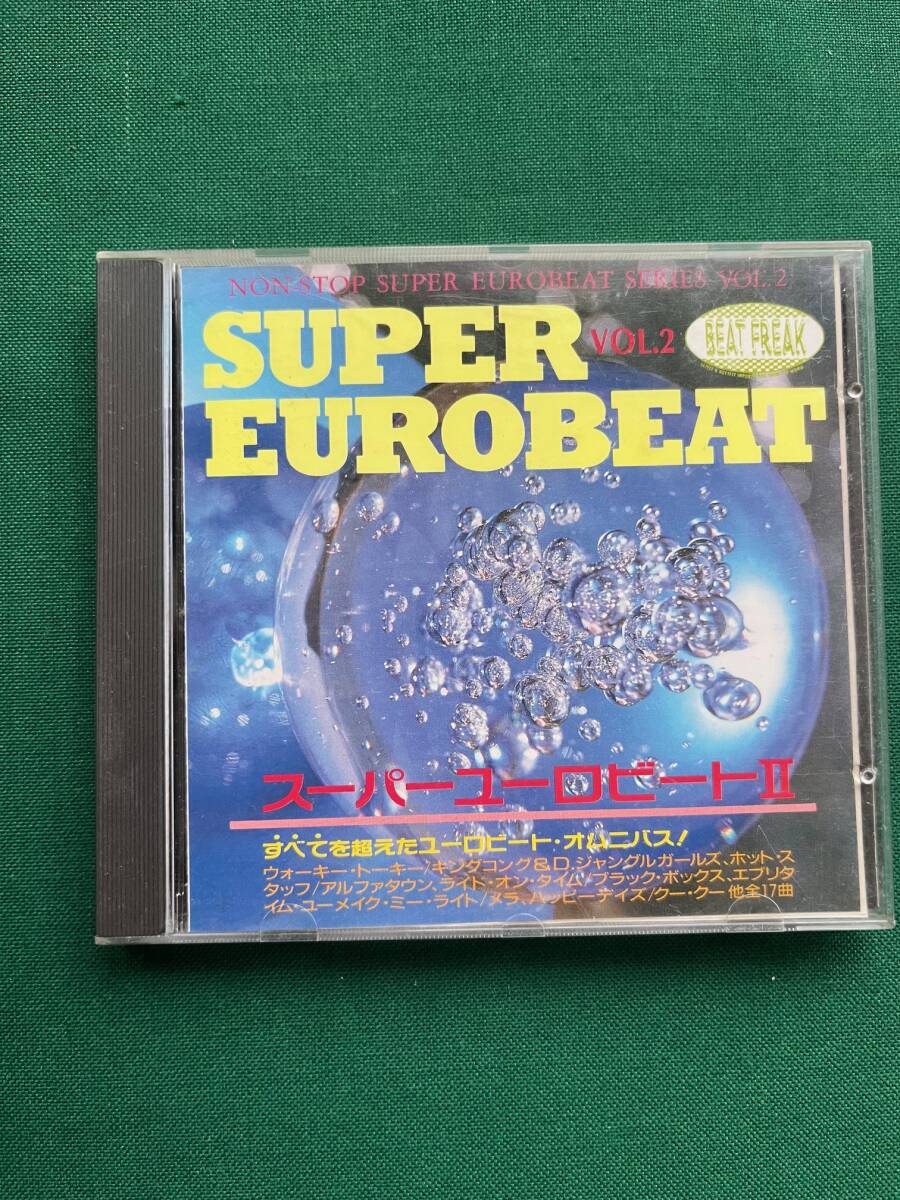 NON-STOP SUPER EUROBEAT SERIES VOL. 2
SUPER
VOL.2
BEAT FREAK
EUROBEAT
スーパーユーロビートⅡ
すべてを超えたユーロビート・オムニバス!
ウォーキー・トーキー/キングコング&D.ジャングルガールズ、ホット・ス
タッフ/アルファタウン、ライド・オン・タイム/ブラック・ボックス、エブリタ
イム・ユー・メイク・ミー・ライト/ヌラ、ハッピーデイズ/クー・クー 他全17曲